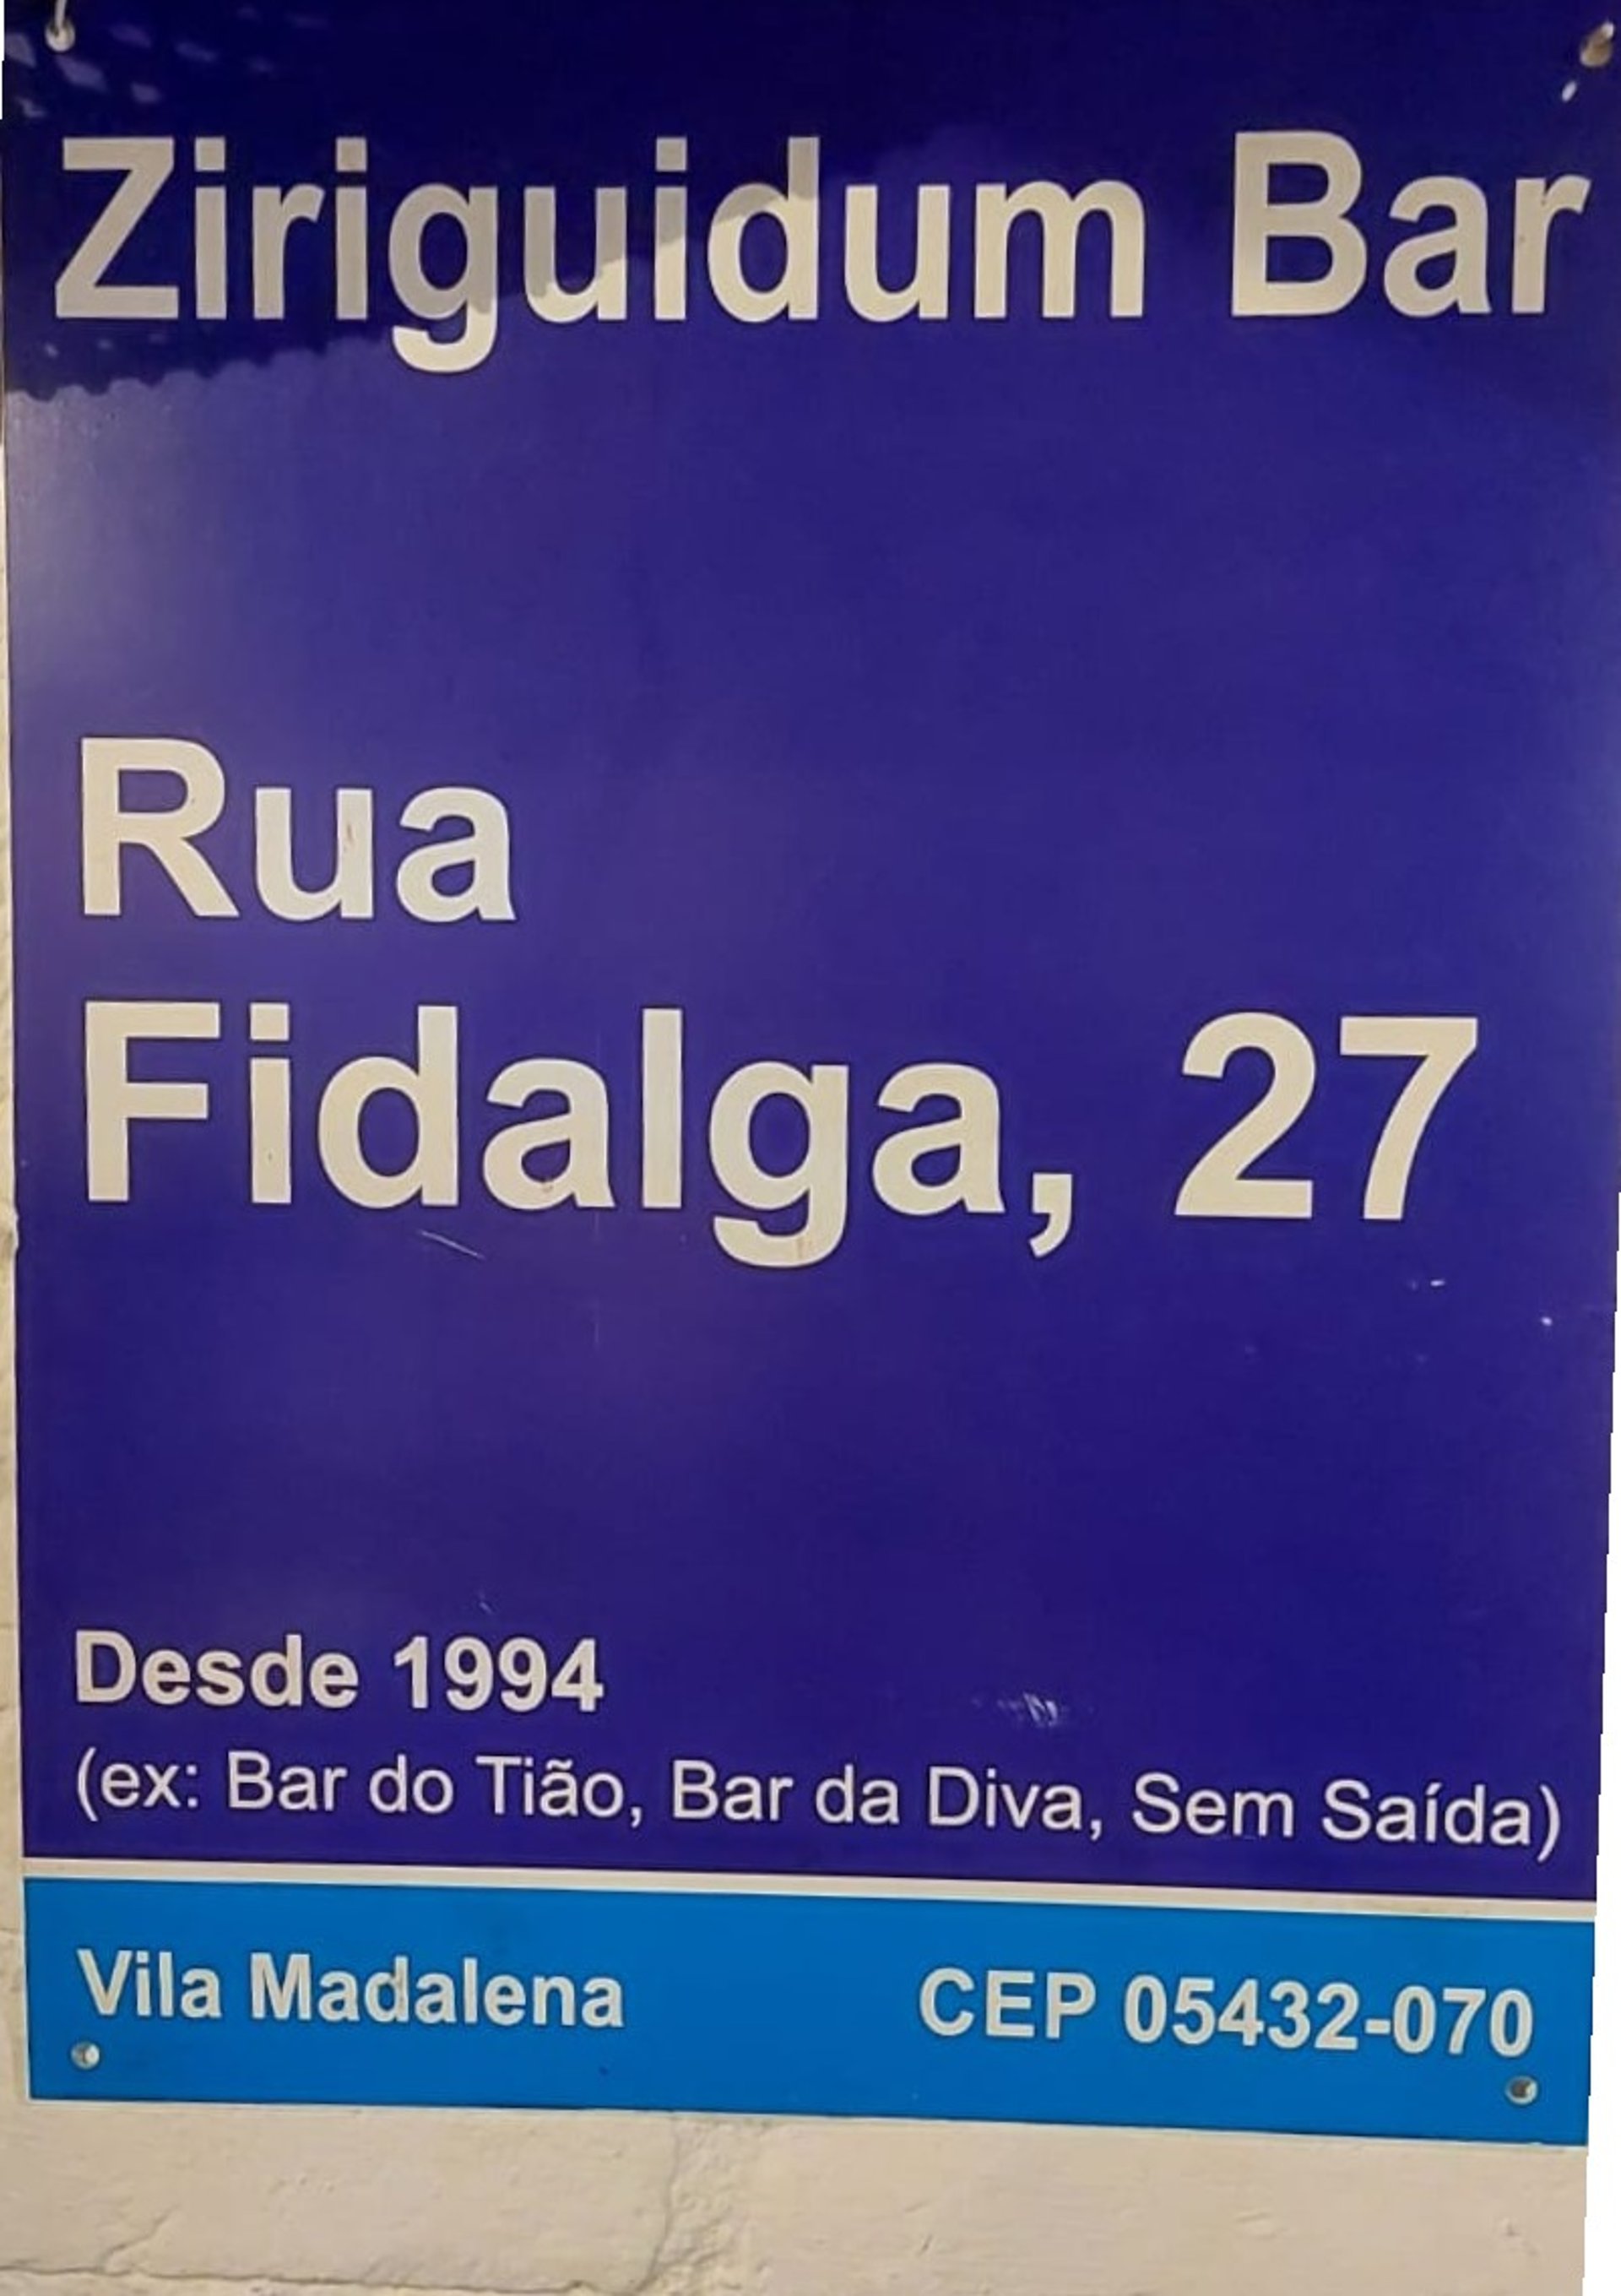 Ziriguidum Bar
Rua
Fidalga, 27
Desde 1994
(ex: Bar do Tião, Bar da Diva, Sem Saída)
Vila Madalena CEP 05432-070